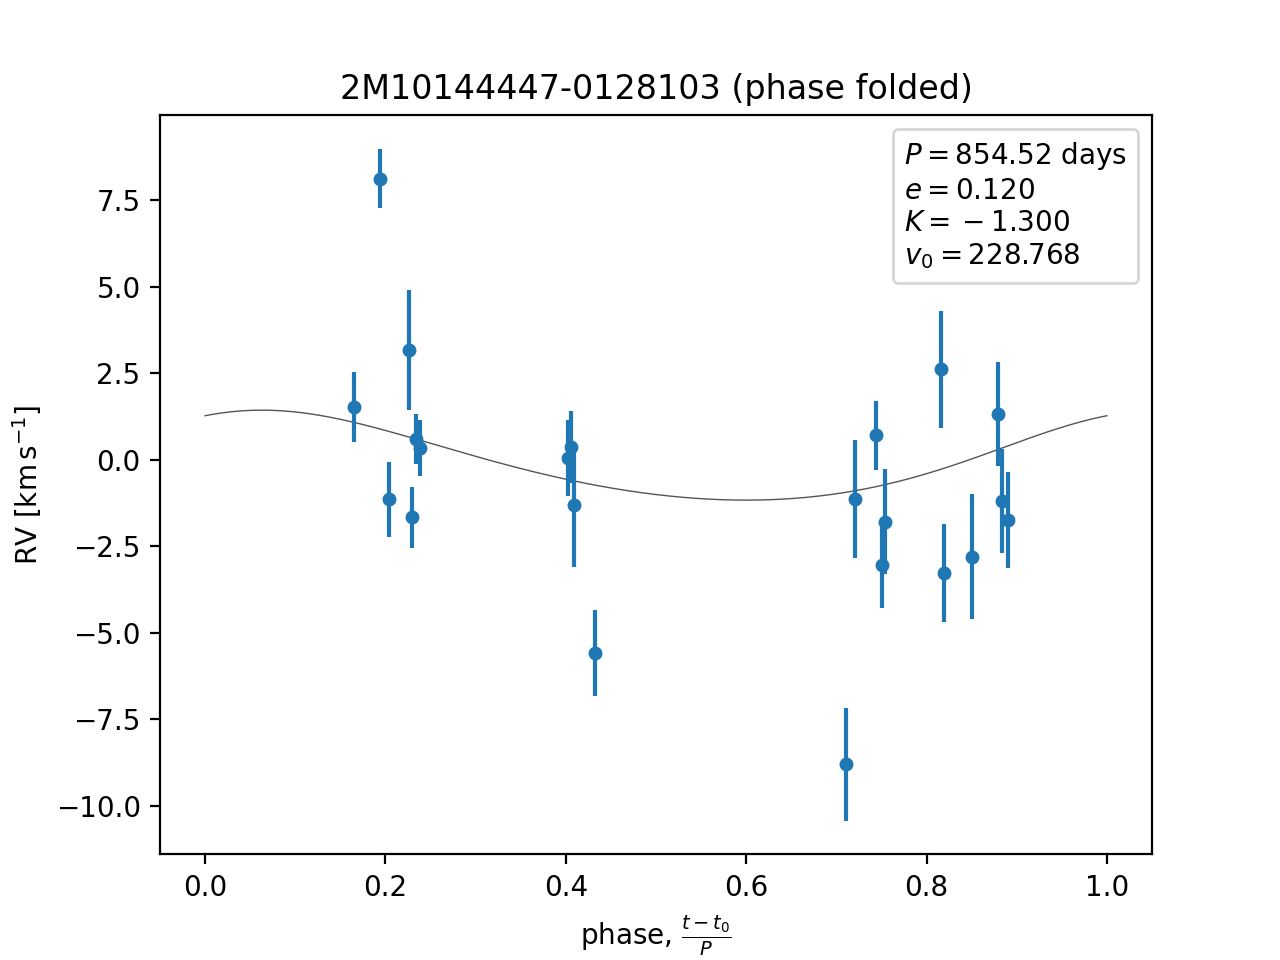 2M10144447-0128103 (phase folded)
P = 854.52 days
e = 0.120
K = −1.300
v₀ = 228.768
7.5
5.0
2.5
0.0
−2.5
−5.0
−7.5
−10.0
RV [km s⁻¹]
0.0 0.2 0.4 0.6 0.8 1.0
phase, (t − t₀)/P